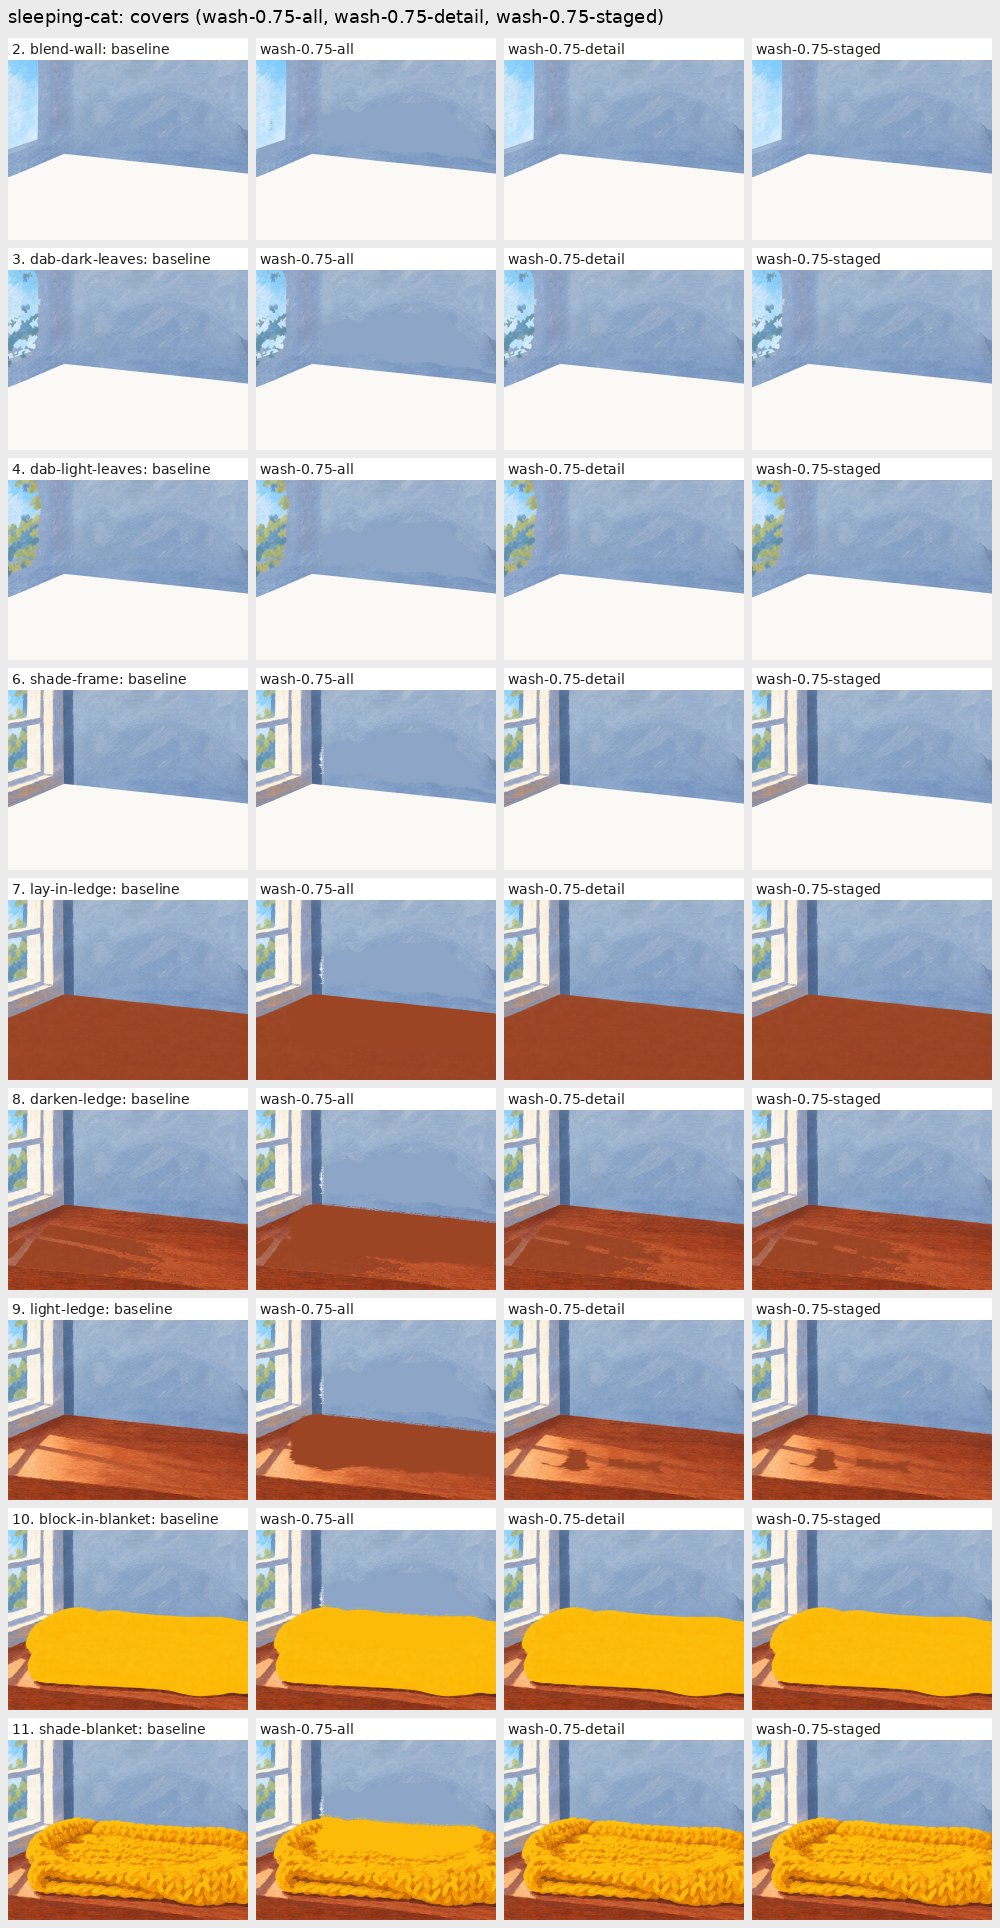 sleeping-cat: covers (wash-0.75-all, wash-0.75-detail, wash-0.75-staged)
2. blend-wall: baseline wash-0.75-all wash-0.75-detail wash-0.75-staged
3. dab-dark-leaves: baseline wash-0.75-all wash-0.75-detail wash-0.75-staged
4. dab-light-leaves: baseline wash-0.75-all wash-0.75-detail wash-0.75-staged
6. shade-frame: baseline wash-0.75-all wash-0.75-detail wash-0.75-staged
7. lay-in-ledge: baseline wash-0.75-all wash-0.75-detail wash-0.75-staged
8. darken-ledge: baseline wash-0.75-all wash-0.75-detail wash-0.75-staged
9. light-ledge: baseline wash-0.75-all wash-0.75-detail wash-0.75-staged
10. block-in-blanket: baseline wash-0.75-all wash-0.75-detail wash-0.75-staged
11. shade-blanket: baseline wash-0.75-all wash-0.75-detail wash-0.75-staged